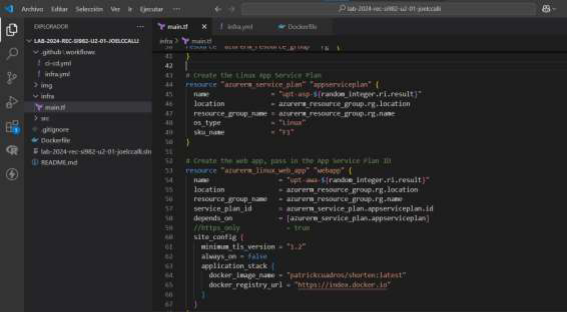 Archivo Editar Selección Ver Ir Ejecutar ...
lab-2024-rec-si982-u2-01-joelccalli
EXPLORADOR ...
LAB-2024-REC-SI982-U2-01-JOELCCALLI
.github\workflows
ci-cd.yml
infra.yml
img
infra
main.tf
src
.gitignore
Dockerfile
lab-2024-rec-si982-u2-01-joelccalli.sln
README.md
main.tf infra.yml Dockerfile
infra > main.tf
resource "azurerm_resource_group" "rg" {
41 }
42
43 # Create the Linux App Service Plan
44 resource "azurerm_service_plan" "appserviceplan" {
45 name = "upt-asp-${random_integer.ri.result}"
46 location = azurerm_resource_group.rg.location
47 resource_group_name = azurerm_resource_group.rg.name
48 os_type = "Linux"
49 sku_name = "F1"
50 }
51
52 # Create the web app, pass in the App Service Plan ID
53 resource "azurerm_linux_web_app" "webapp" {
54 name = "upt-awa-${random_integer.ri.result}"
55 location = azurerm_resource_group.rg.location
56 resource_group_name = azurerm_resource_group.rg.name
57 service_plan_id = azurerm_service_plan.appserviceplan.id
58 depends_on = [azurerm_service_plan.appserviceplan]
59 //https_only = true
60 site_config {
61 minimum_tls_version = "1.2"
62 always_on = false
63 application_stack {
64 docker_image_name = "patrickcuadros/shorten:latest"
65 docker_registry_url = "https://index.docker.io"
66 }
67 }